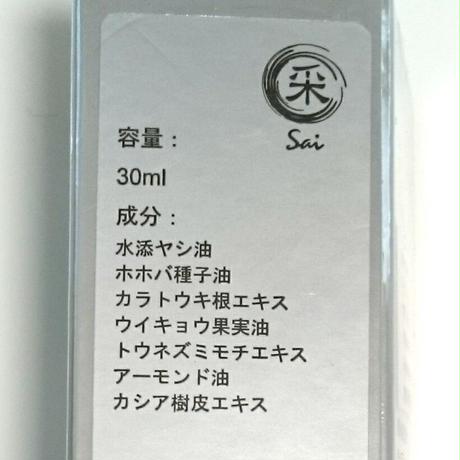 采
Sai
容量：
30ml
成分：
水添ヤシ油
ホホバ種子油
カラトウキ根エキス
ウイキョウ果実油
トウネズミモチエキス
アーモンド油
カシア樹皮エキス